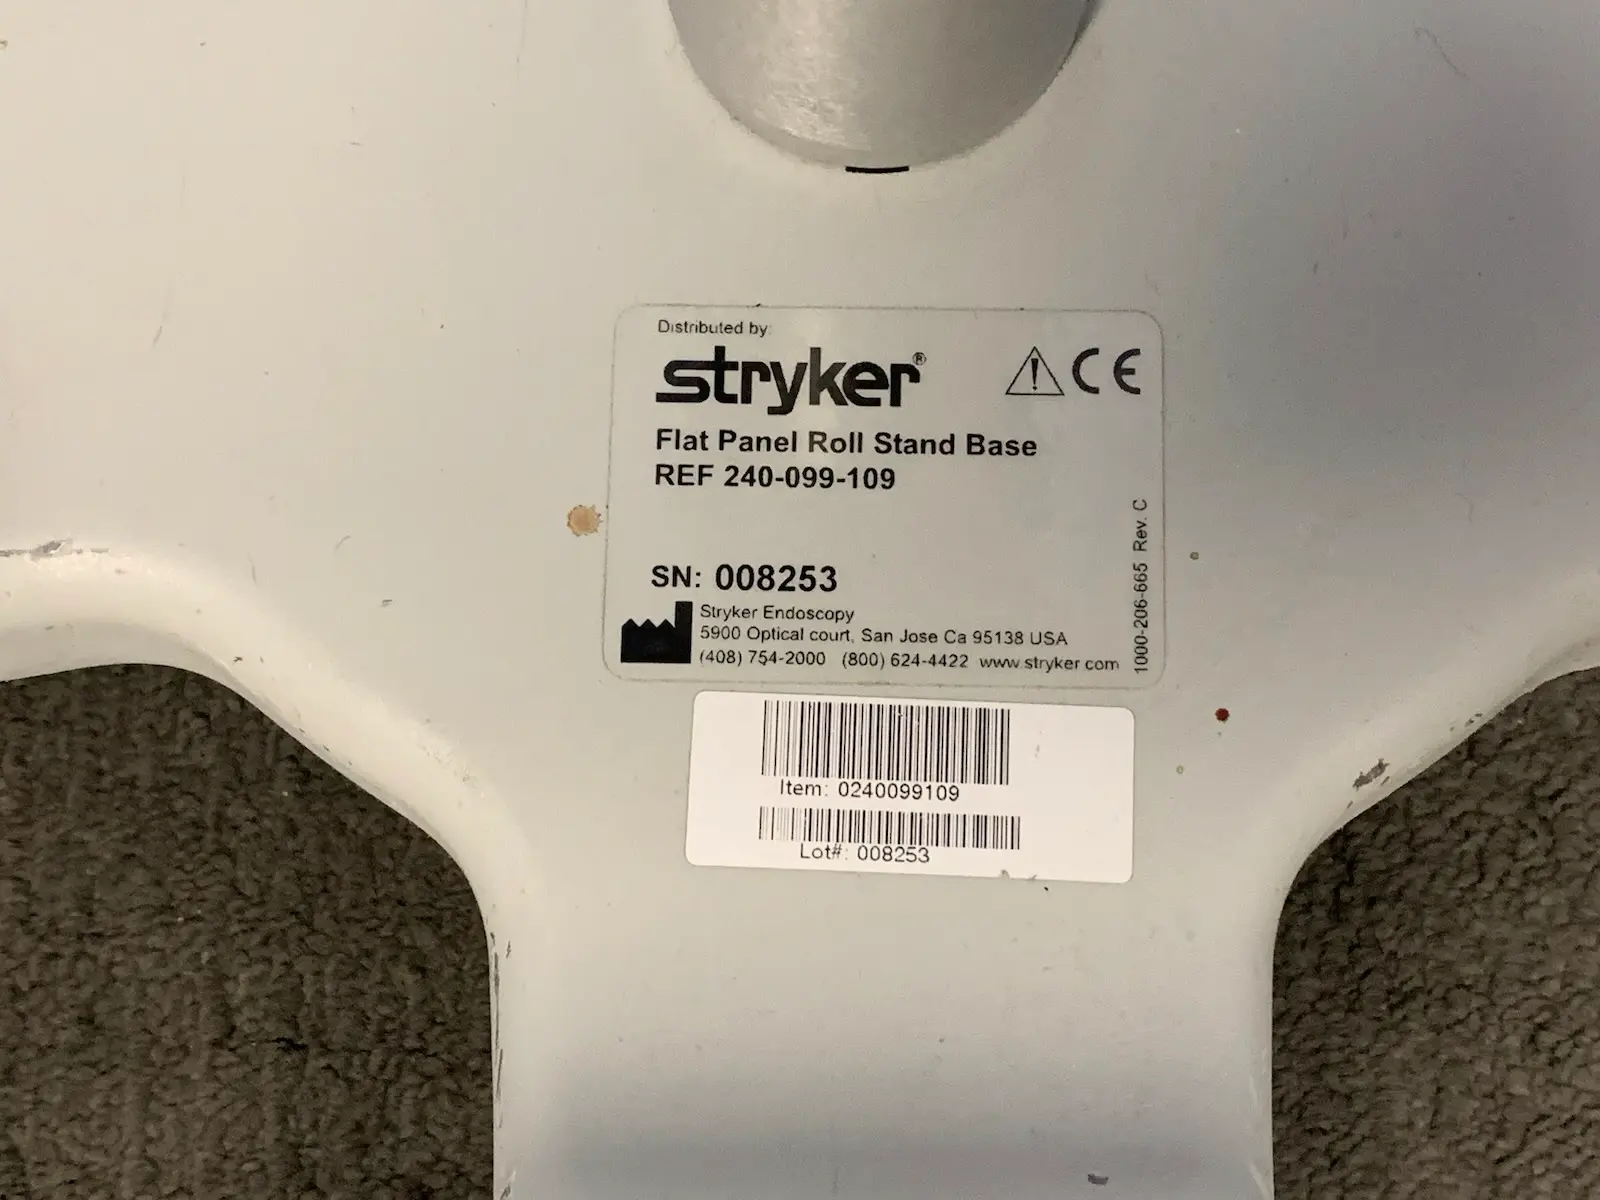 Distributed by:
stryker®
CE
Flat Panel Roll Stand Base
REF 240-099-109
SN: 008253
Stryker Endoscopy
5900 Optical court, San Jose Ca 95138 USA
(408) 754-2000 (800) 624-4422 www.stryker.com
1000-206-665 Rev. C
Item: 0240099109
Lot#: 008253